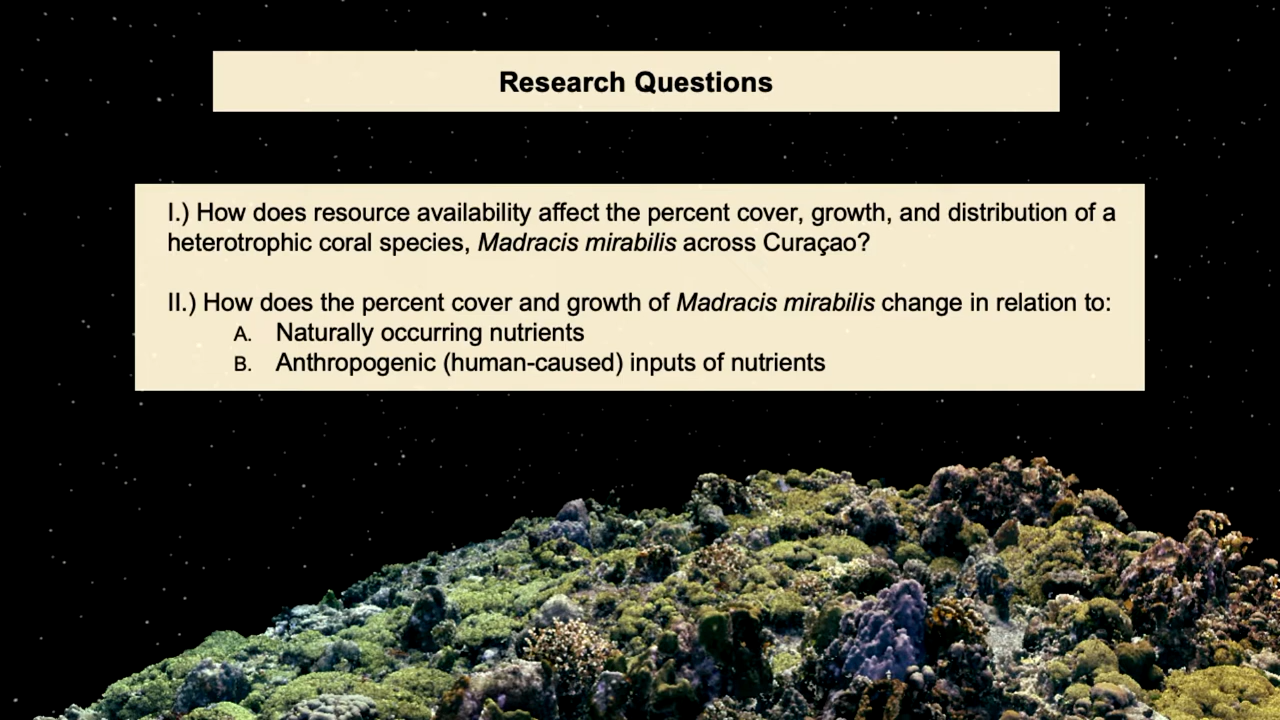 Research Questions
I.) How does resource availability affect the percent cover, growth, and distribution of a
heterotrophic coral species, Madracis mirabilis across Curaçao?
II.) How does the percent cover and growth of Madracis mirabilis change in relation to:
A. Naturally occurring nutrients
B. Anthropogenic (human-caused) inputs of nutrients